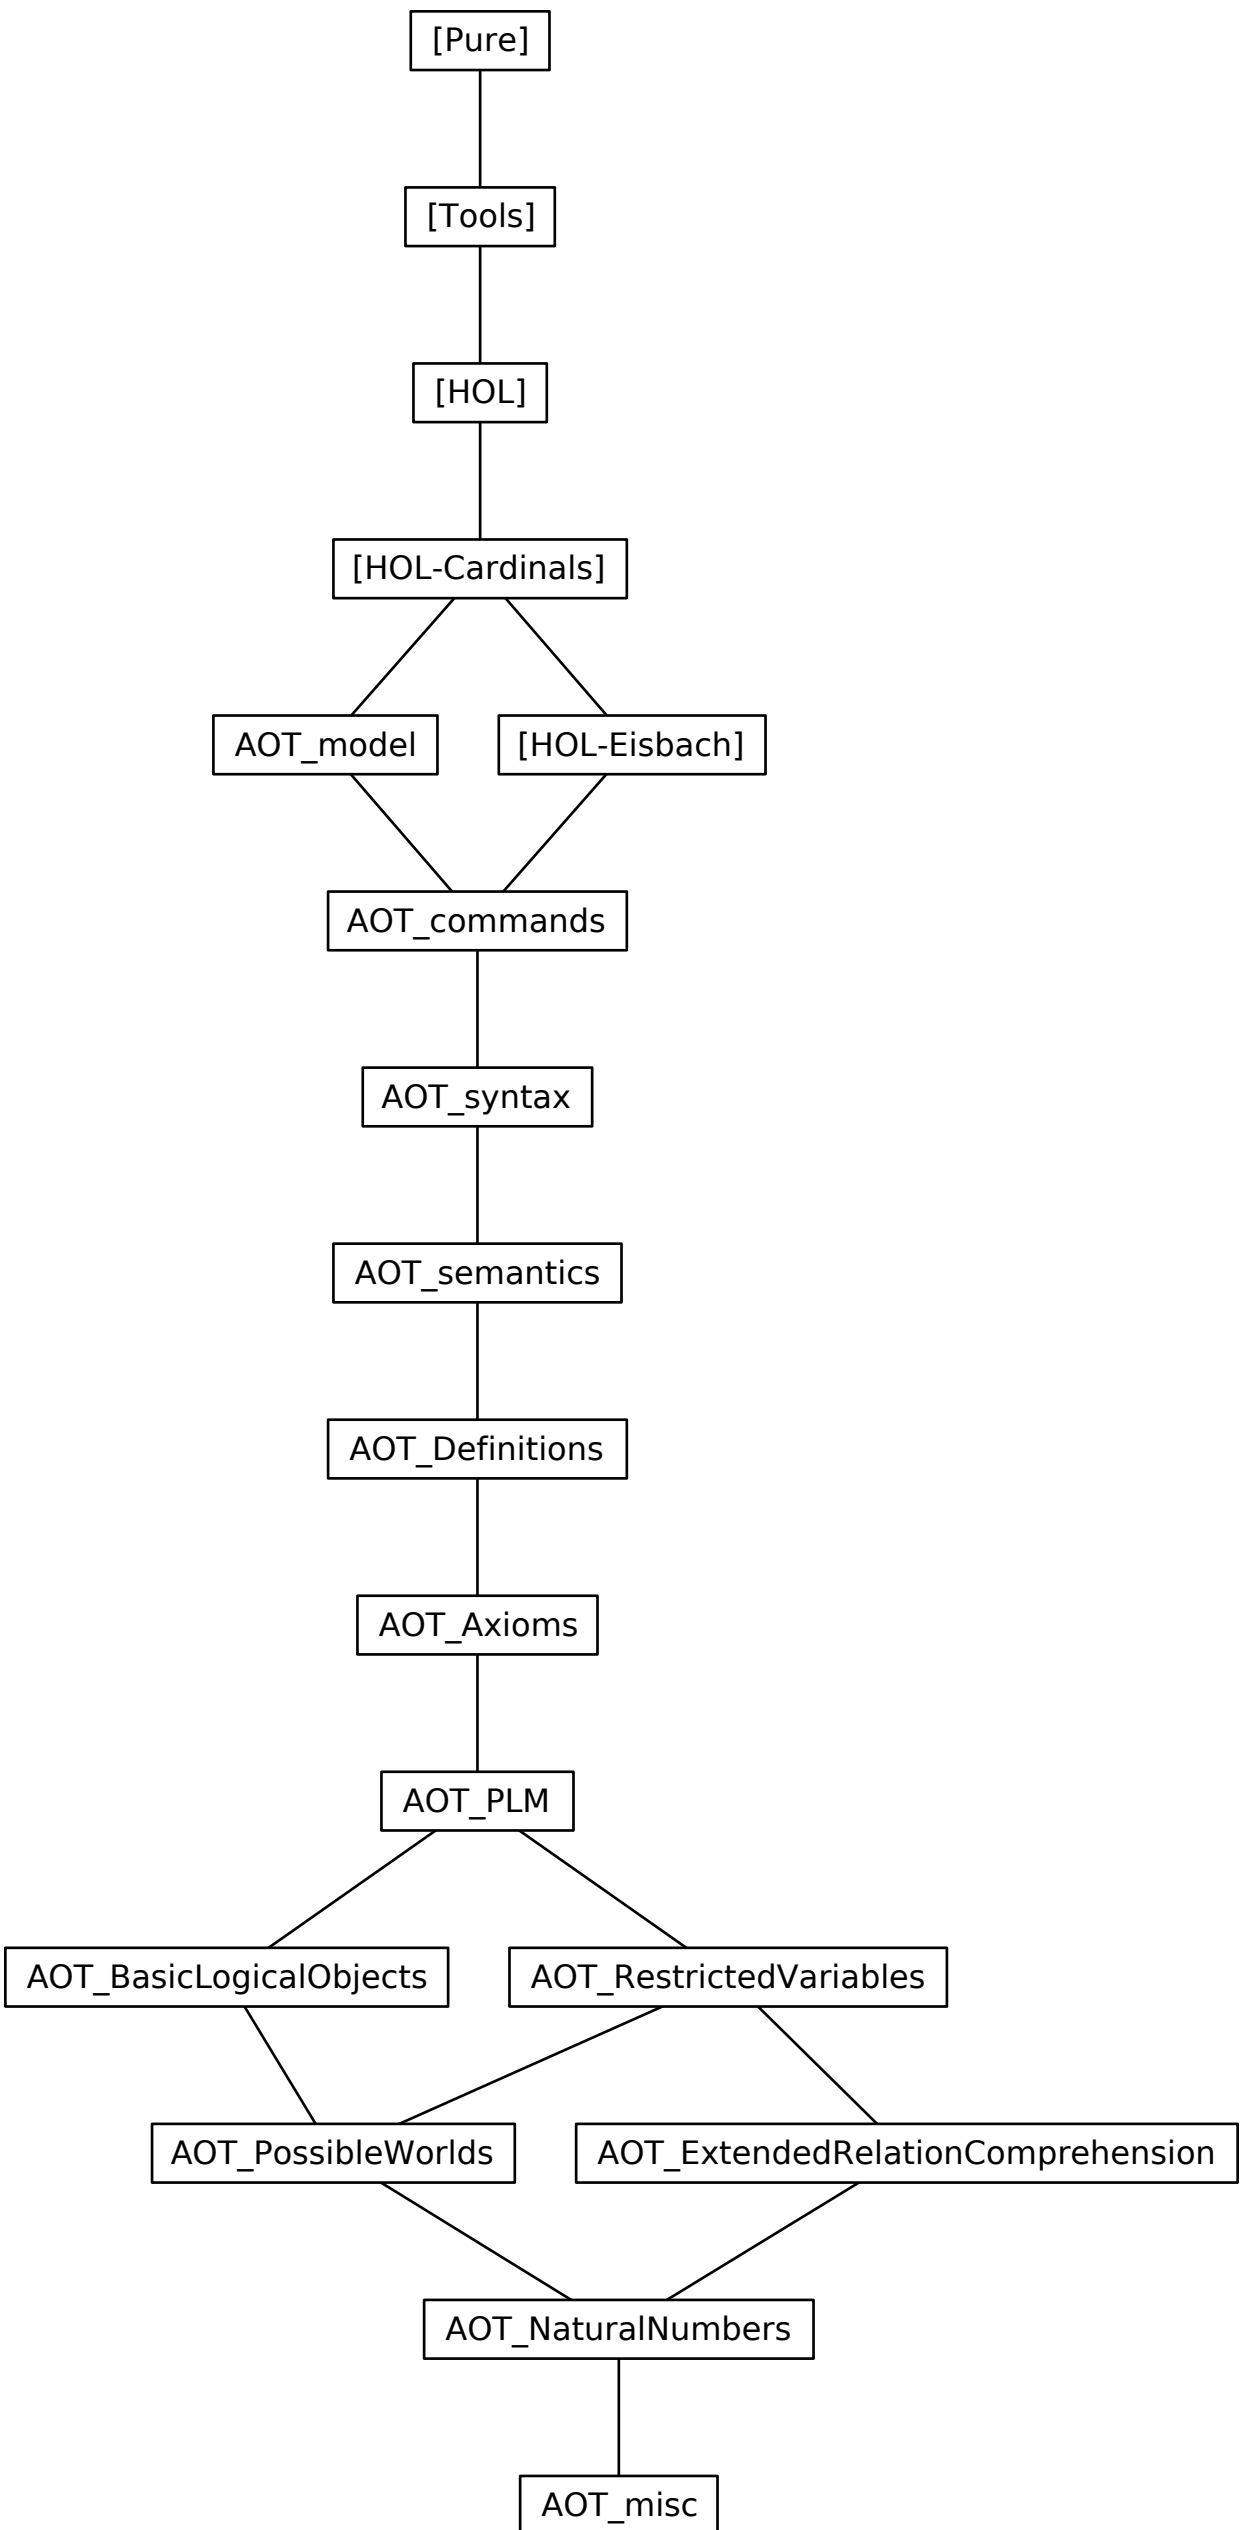 [Pure]
[Tools]
[HOL]
[HOL-Cardinals]
AOT_model
[HOL-Eisbach]
AOT_commands
AOT_syntax
AOT_semantics
AOT_Definitions
AOT_Axioms
AOT_PLM
AOT_BasicLogicalObjects
AOT_RestrictedVariables
AOT_PossibleWorlds
AOT_ExtendedRelationComprehension
AOT_NaturalNumbers
AOT_misc